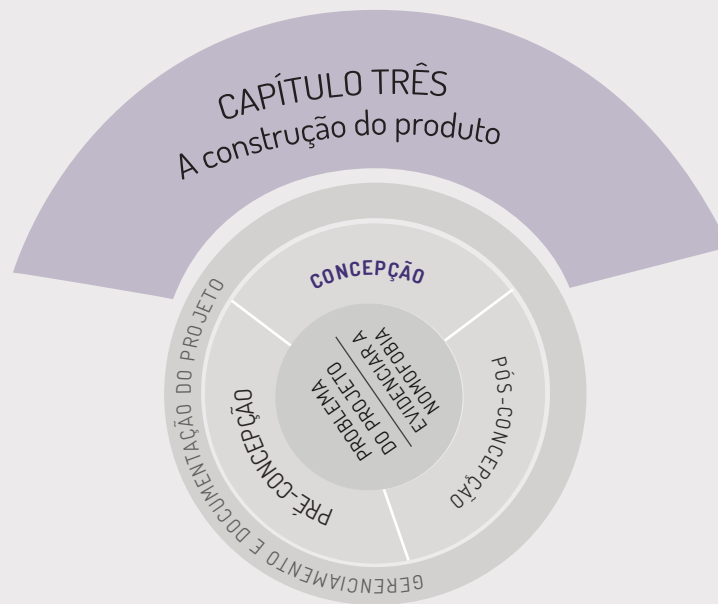 CAPÍTULO TRÊS
A construção do produto
CONCEPÇÃO
PÓS-CONCEPÇÃO
PRÉ-CONCEPÇÃO
GERENCIAMENTO E DOCUMENTAÇÃO DO PROJETO
PROBLEMA
DO PROJETO
EVIDENCIAR A
NOMOFOBIA